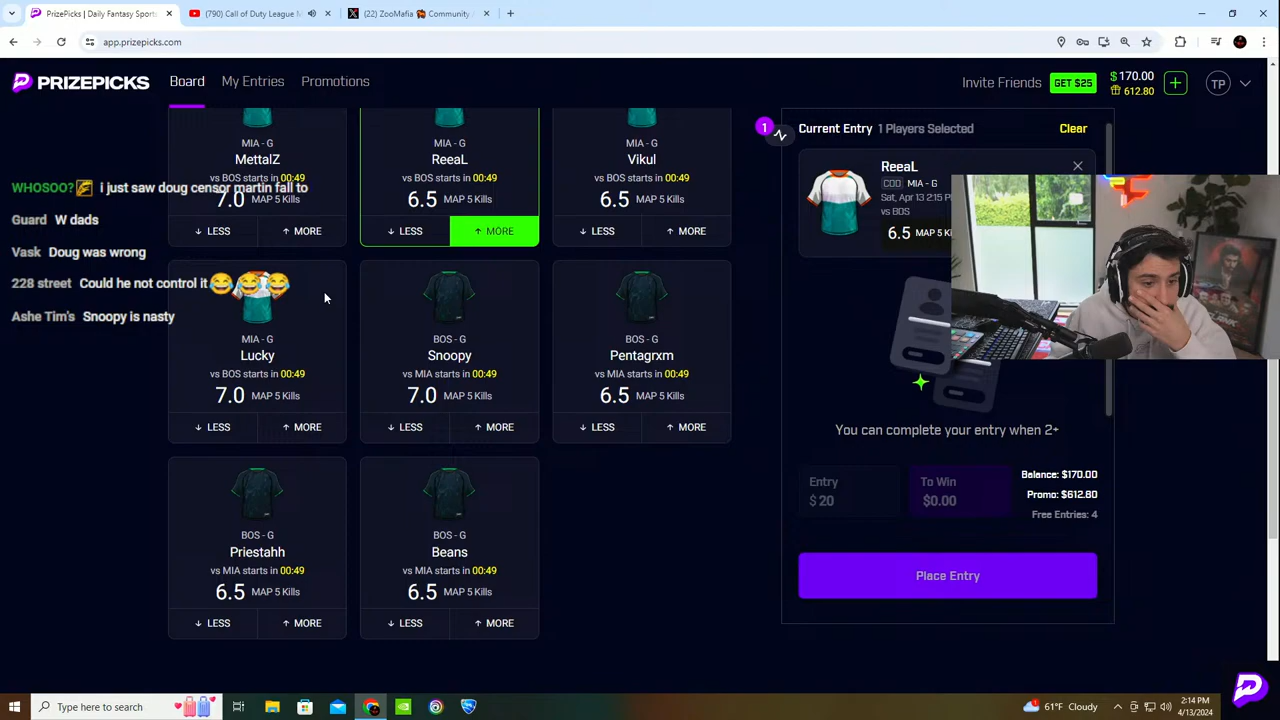 PrizePicks | Daily Fantasy Sports
(790) Call of Duty League M
(22) ZooMafia Community
app.prizepicks.com
PRIZEPICKS
Board
My Entries
Promotions
Invite Friends
GET $25
$170.00
612.80
TP
MIA - G
MettalZ
vs BOS starts in 00:49
7.0 MAP 5 Kills
LESS
MORE
MIA - G
ReeaL
vs BOS starts in 00:49
6.5 MAP 5 Kills
LESS
MORE
MIA - G
Vikul
vs BOS starts in 00:49
6.5 MAP 5 Kills
LESS
MORE
WHOSOO? i just saw doug censor martin fall to
Guard W dads
Vask Doug was wrong
228 street Could he not control it😂😂😂
Ashe Tim's Snoopy is nasty
MIA - G
Lucky
vs BOS starts in 00:49
7.0 MAP 5 Kills
LESS
MORE
BOS - G
Snoopy
vs MIA starts in 00:49
7.0 MAP 5 Kills
LESS
MORE
BOS - G
Pentagrxm
vs MIA starts in 00:49
6.5 MAP 5 Kills
LESS
MORE
BOS - G
Priestahh
vs MIA starts in 00:49
6.5 MAP 5 Kills
LESS
MORE
BOS - G
Beans
vs MIA starts in 00:49
6.5 MAP 5 Kills
LESS
MORE
1
Current Entry 1 Players Selected
Clear
ReeaL
COD MIA - G
Sat, Apr 13 2:15 P
vs BOS
6.5 MAP 5 K
You can complete your entry when 2+
Entry
$ 20
To Win
$0.00
Balance: $170.00
Promo: $612.80
Free Entries: 4
Place Entry
Type here to search
61°F Cloudy
2:14 PM
4/13/2024